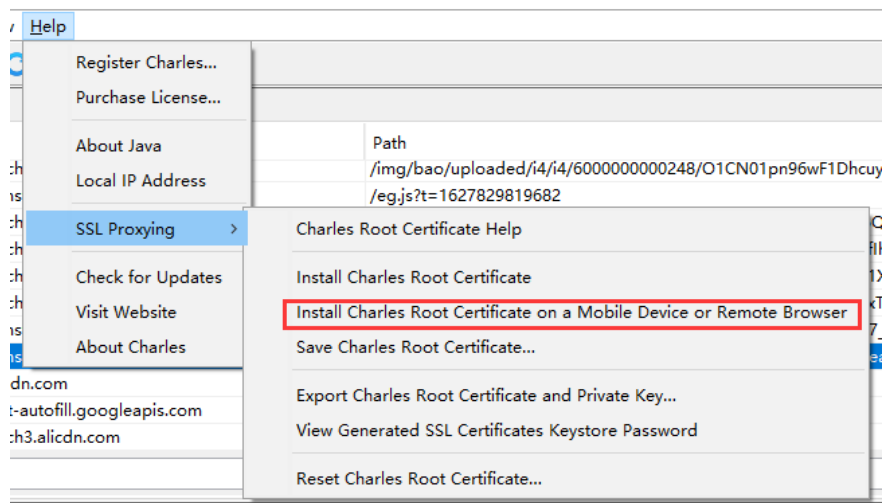 Help
Register Charles...
Purchase License...
About Java
Local IP Address
SSL Proxying
Check for Updates
Visit Website
About Charles
Path
/img/bao/uploaded/i4/i4/6000000000248/O1CN01pn96wF1Dhcuy
/eg.js?t=1627829819682
Charles Root Certificate Help
Install Charles Root Certificate
Install Charles Root Certificate on a Mobile Device or Remote Browser
Save Charles Root Certificate...
Export Charles Root Certificate and Private Key...
View Generated SSL Certificates Keystore Password
Reset Charles Root Certificate...
dn.com
t-autofill.googleapis.com
ch3.alicdn.com